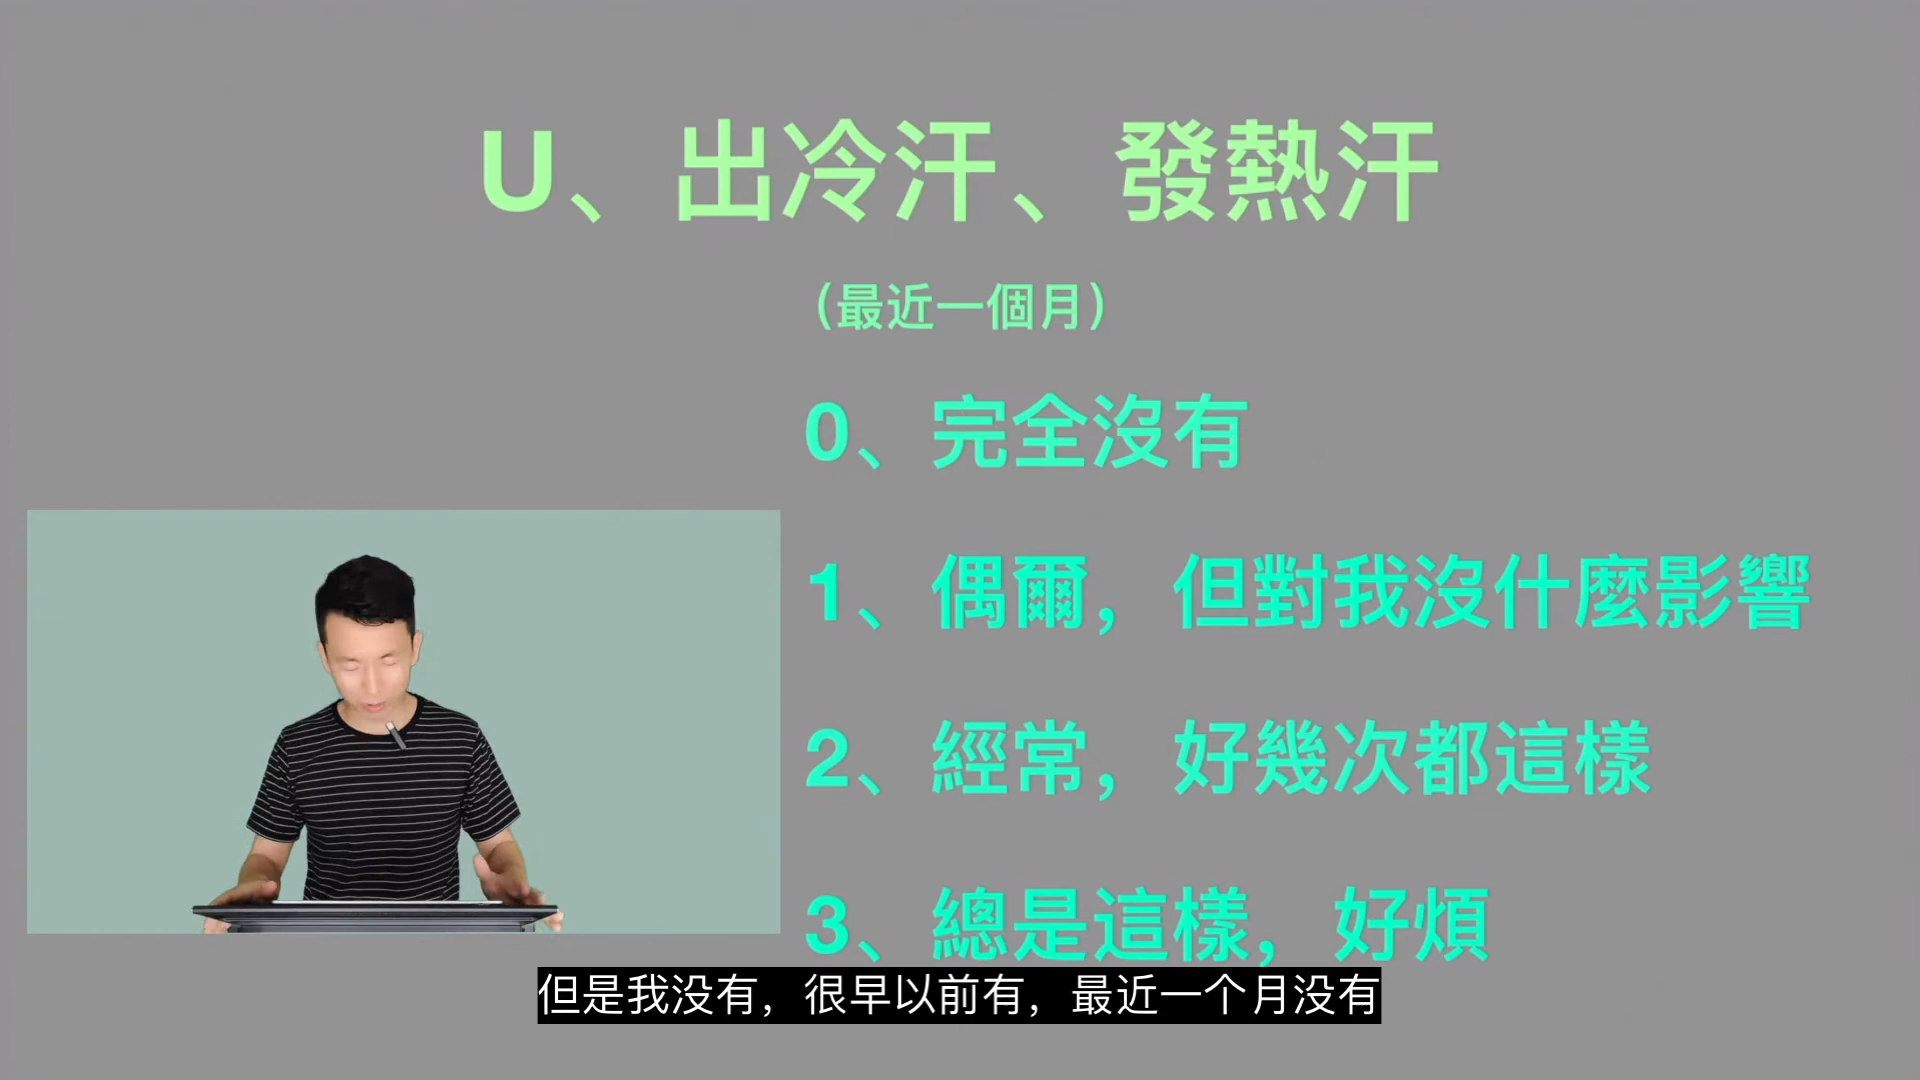 U、出冷汗、發熱汗
（最近一個月）
0、完全沒有
1、偶爾，但對我沒什麼影響
2、經常，好幾次都這樣
3、總是這樣，好煩
但是我没有，很早以前有，最近一个月没有